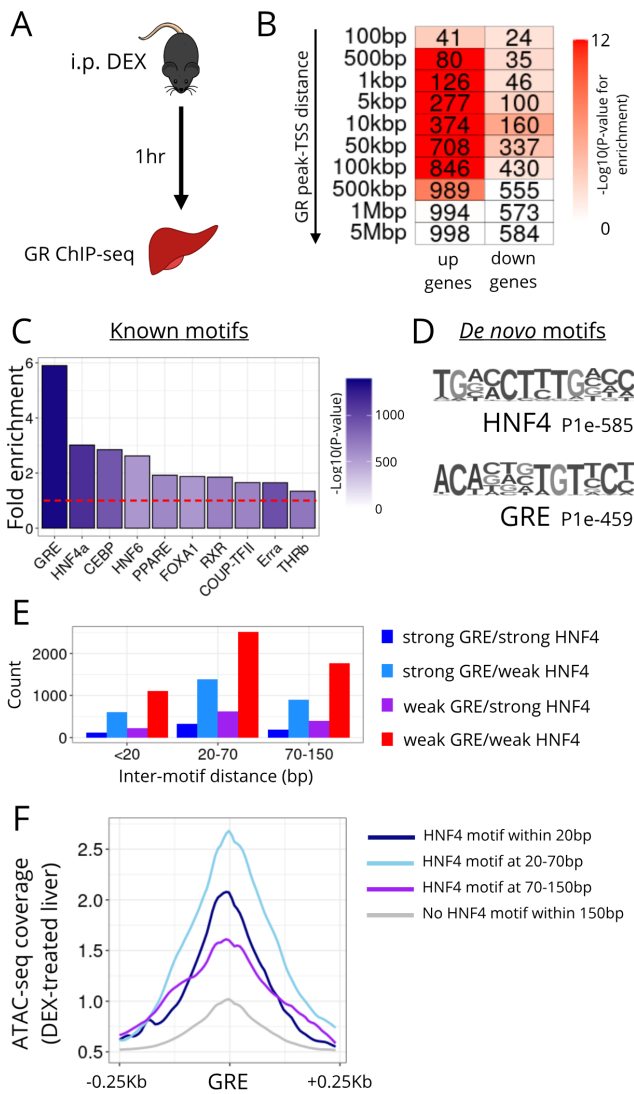 A
i.p. DEX
1hr
GR ChIP-seq
B
GR peak-TSS distance
100bp 41 24
500bp 80 35
1kbp 126 46
5kbp 277 100
10kbp 374 160
50kbp 708 337
100kbp 846 430
500kbp 989 555
1Mbp 994 573
5Mbp 998 584
up genes
down genes
12
0
-Log10(P-value for enrichment)
C
Known motifs
Fold enrichment
6
4
2
0
GRE
HNF4a
CEBP
HNF6
PPARE
FOXA1
RXR
COUP-TFII
Erra
THRb
-Log10(P-value)
1000
500
0
D
De novo motifs
HNF4 P1e-585
GRE P1e-459
E
Count
2000
1000
0
<20
20-70
70-150
Inter-motif distance (bp)
strong GRE/strong HNF4
strong GRE/weak HNF4
weak GRE/strong HNF4
weak GRE/weak HNF4
F
ATAC-seq coverage
(DEX-treated liver)
2.5
2.0
1.5
1.0
0.5
-0.25Kb
GRE
+0.25Kb
HNF4 motif within 20bp
HNF4 motif at 20-70bp
HNF4 motif at 70-150bp
No HNF4 motif within 150bp